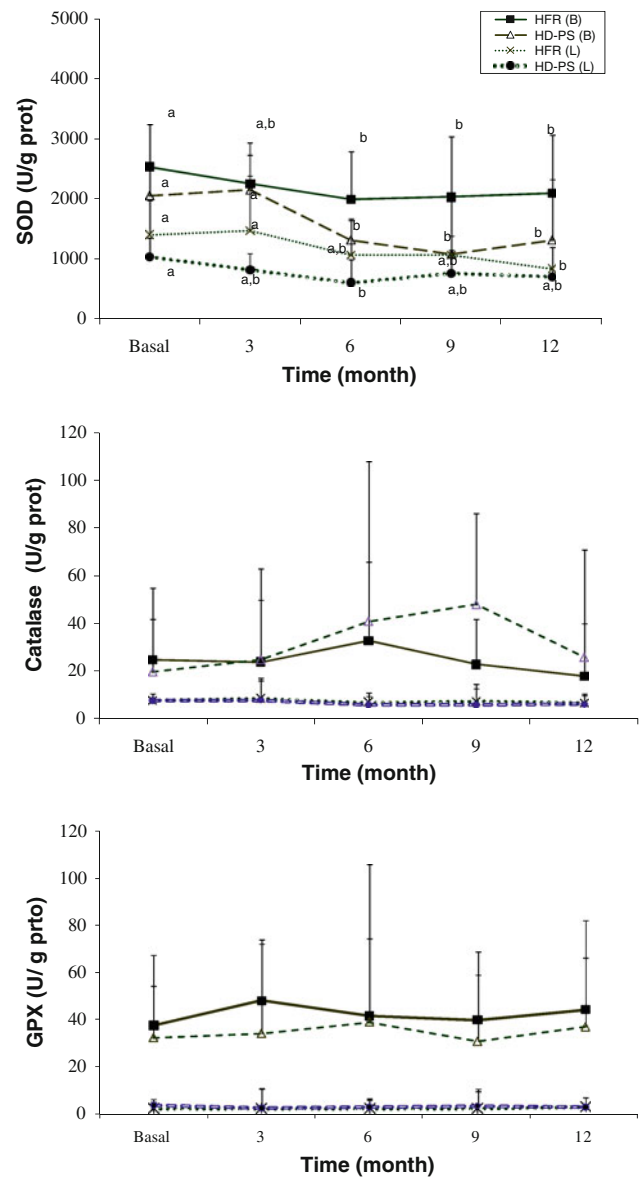 HFR (B)
HD-PS (B)
HFR (L)
HD-PS (L)
5000
4000
3000
2000
1000
0
SOD (U/g prot)
a
a,b
b
b
b
a
a
b
b
b
a
a
a,b
a,b
b
a
a,b
b
a,b
a,b
Basal
3
6
9
12
Time (month)
120
100
80
60
40
20
0
Catalase (U/g prot)
Basal
3
6
9
12
Time (month)
120
100
80
60
40
20
0
GPX (U/ g prto)
Basal
3
6
9
12
Time (month)